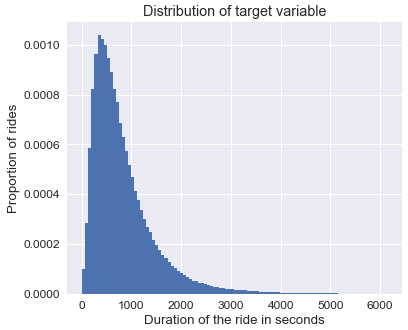 Distribution of target variable
0.0010
0.0008
0.0006
0.0004
0.0002
0.0000
Proportion of rides
0 1000 2000 3000 4000 5000 6000
Duration of the ride in seconds